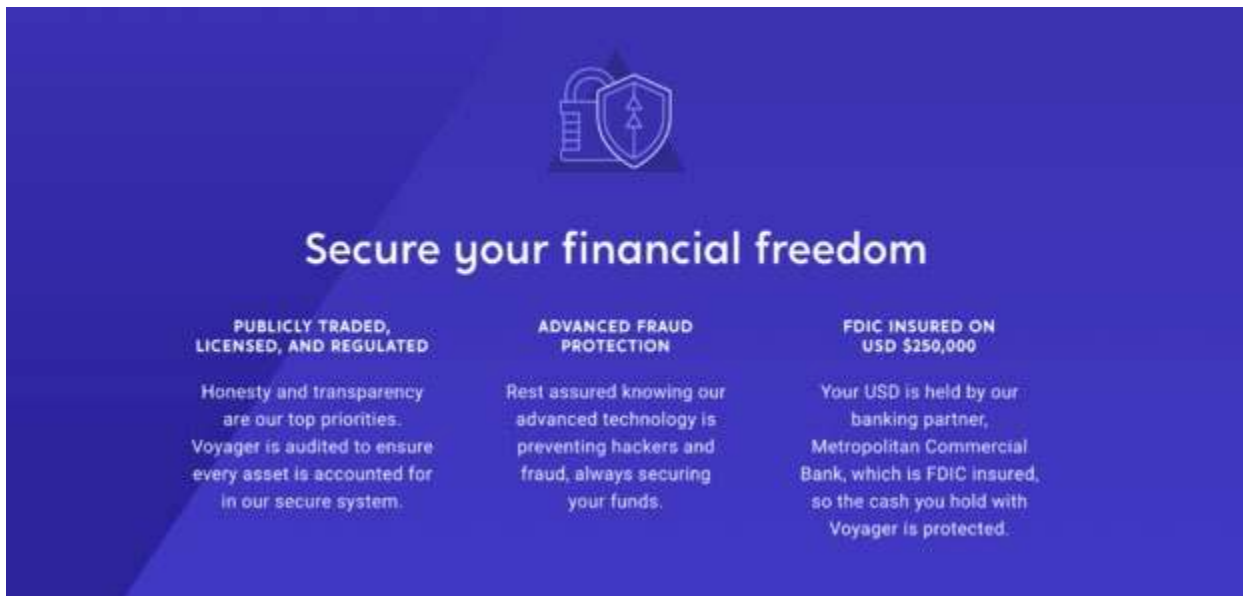 Secure your financial freedom
PUBLICLY TRADED,
LICENSED, AND REGULATED
Honesty and transparency
are our top priorities.
Voyager is audited to ensure
every asset is accounted for
in our secure system.
ADVANCED FRAUD
PROTECTION
Rest assured knowing our
advanced technology is
preventing hackers and
fraud, always securing
your funds.
FDIC INSURED ON
USD $250,000
Your USD is held by our
banking partner,
Metropolitan Commercial
Bank, which is FDIC insured,
so the cash you hold with
Voyager is protected.